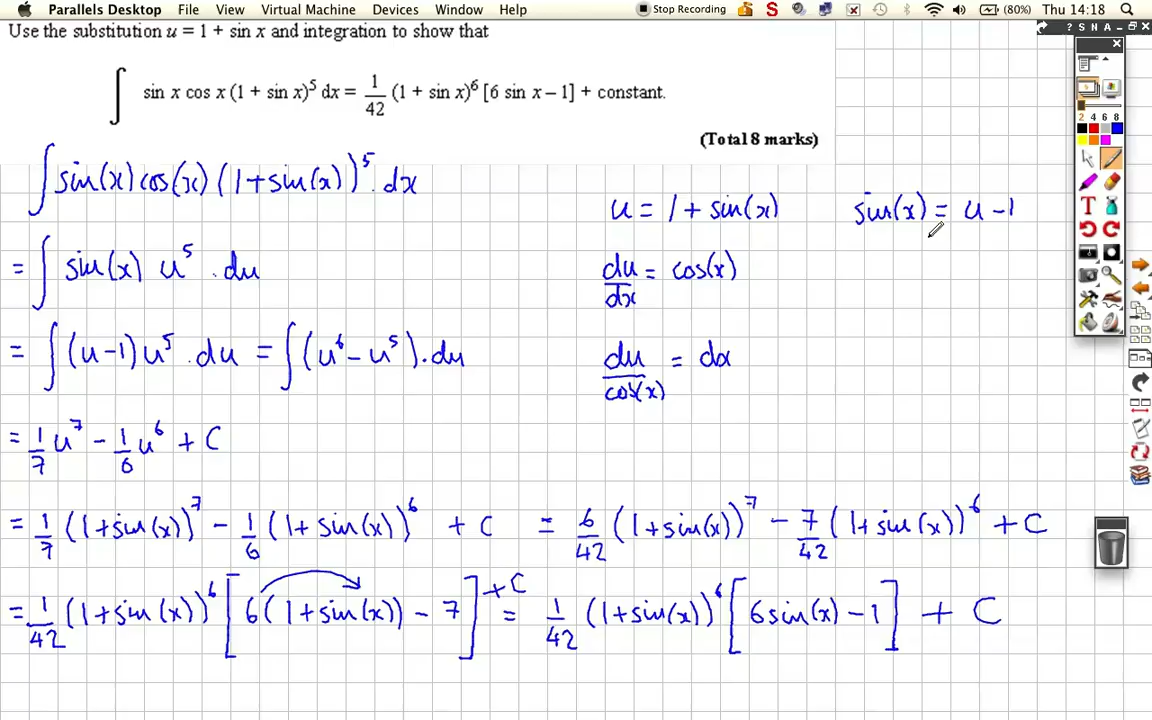 Parallels Desktop File View Virtual Machine Devices Window Help Stop Recording (80%) Thu 14:18
Use the substitution u = 1 + sin x and integration to show that
∫ sin x cos x (1 + sin x)⁵ dx = 1/42 (1 + sin x)⁶ [6 sin x – 1] + constant.
(Total 8 marks)
∫ sin(x) cos(x) (1+sin(x))⁵ . dx
u = 1 + sin(x) sin(x) = u - 1
= ∫ sin(x) u⁵ . du
du/dx = cos(x)
= ∫ (u-1) u⁵ . du = ∫ (u⁶ - u⁵) . du
du/cos(x) = dx
= 1/7 u⁷ - 1/6 u⁶ + C
= 1/7 (1+sin(x))⁷ - 1/6 (1+sin(x))⁶ + C = 6/42 (1+sin(x))⁷ - 7/42 (1+sin(x))⁶ + C
= 1/42 (1+sin(x))⁶ [6(1+sin(x)) - 7] + C = 1/42 (1+sin(x))⁶ [6sin(x) - 1] + C
? S N A
2 4 6 8
T